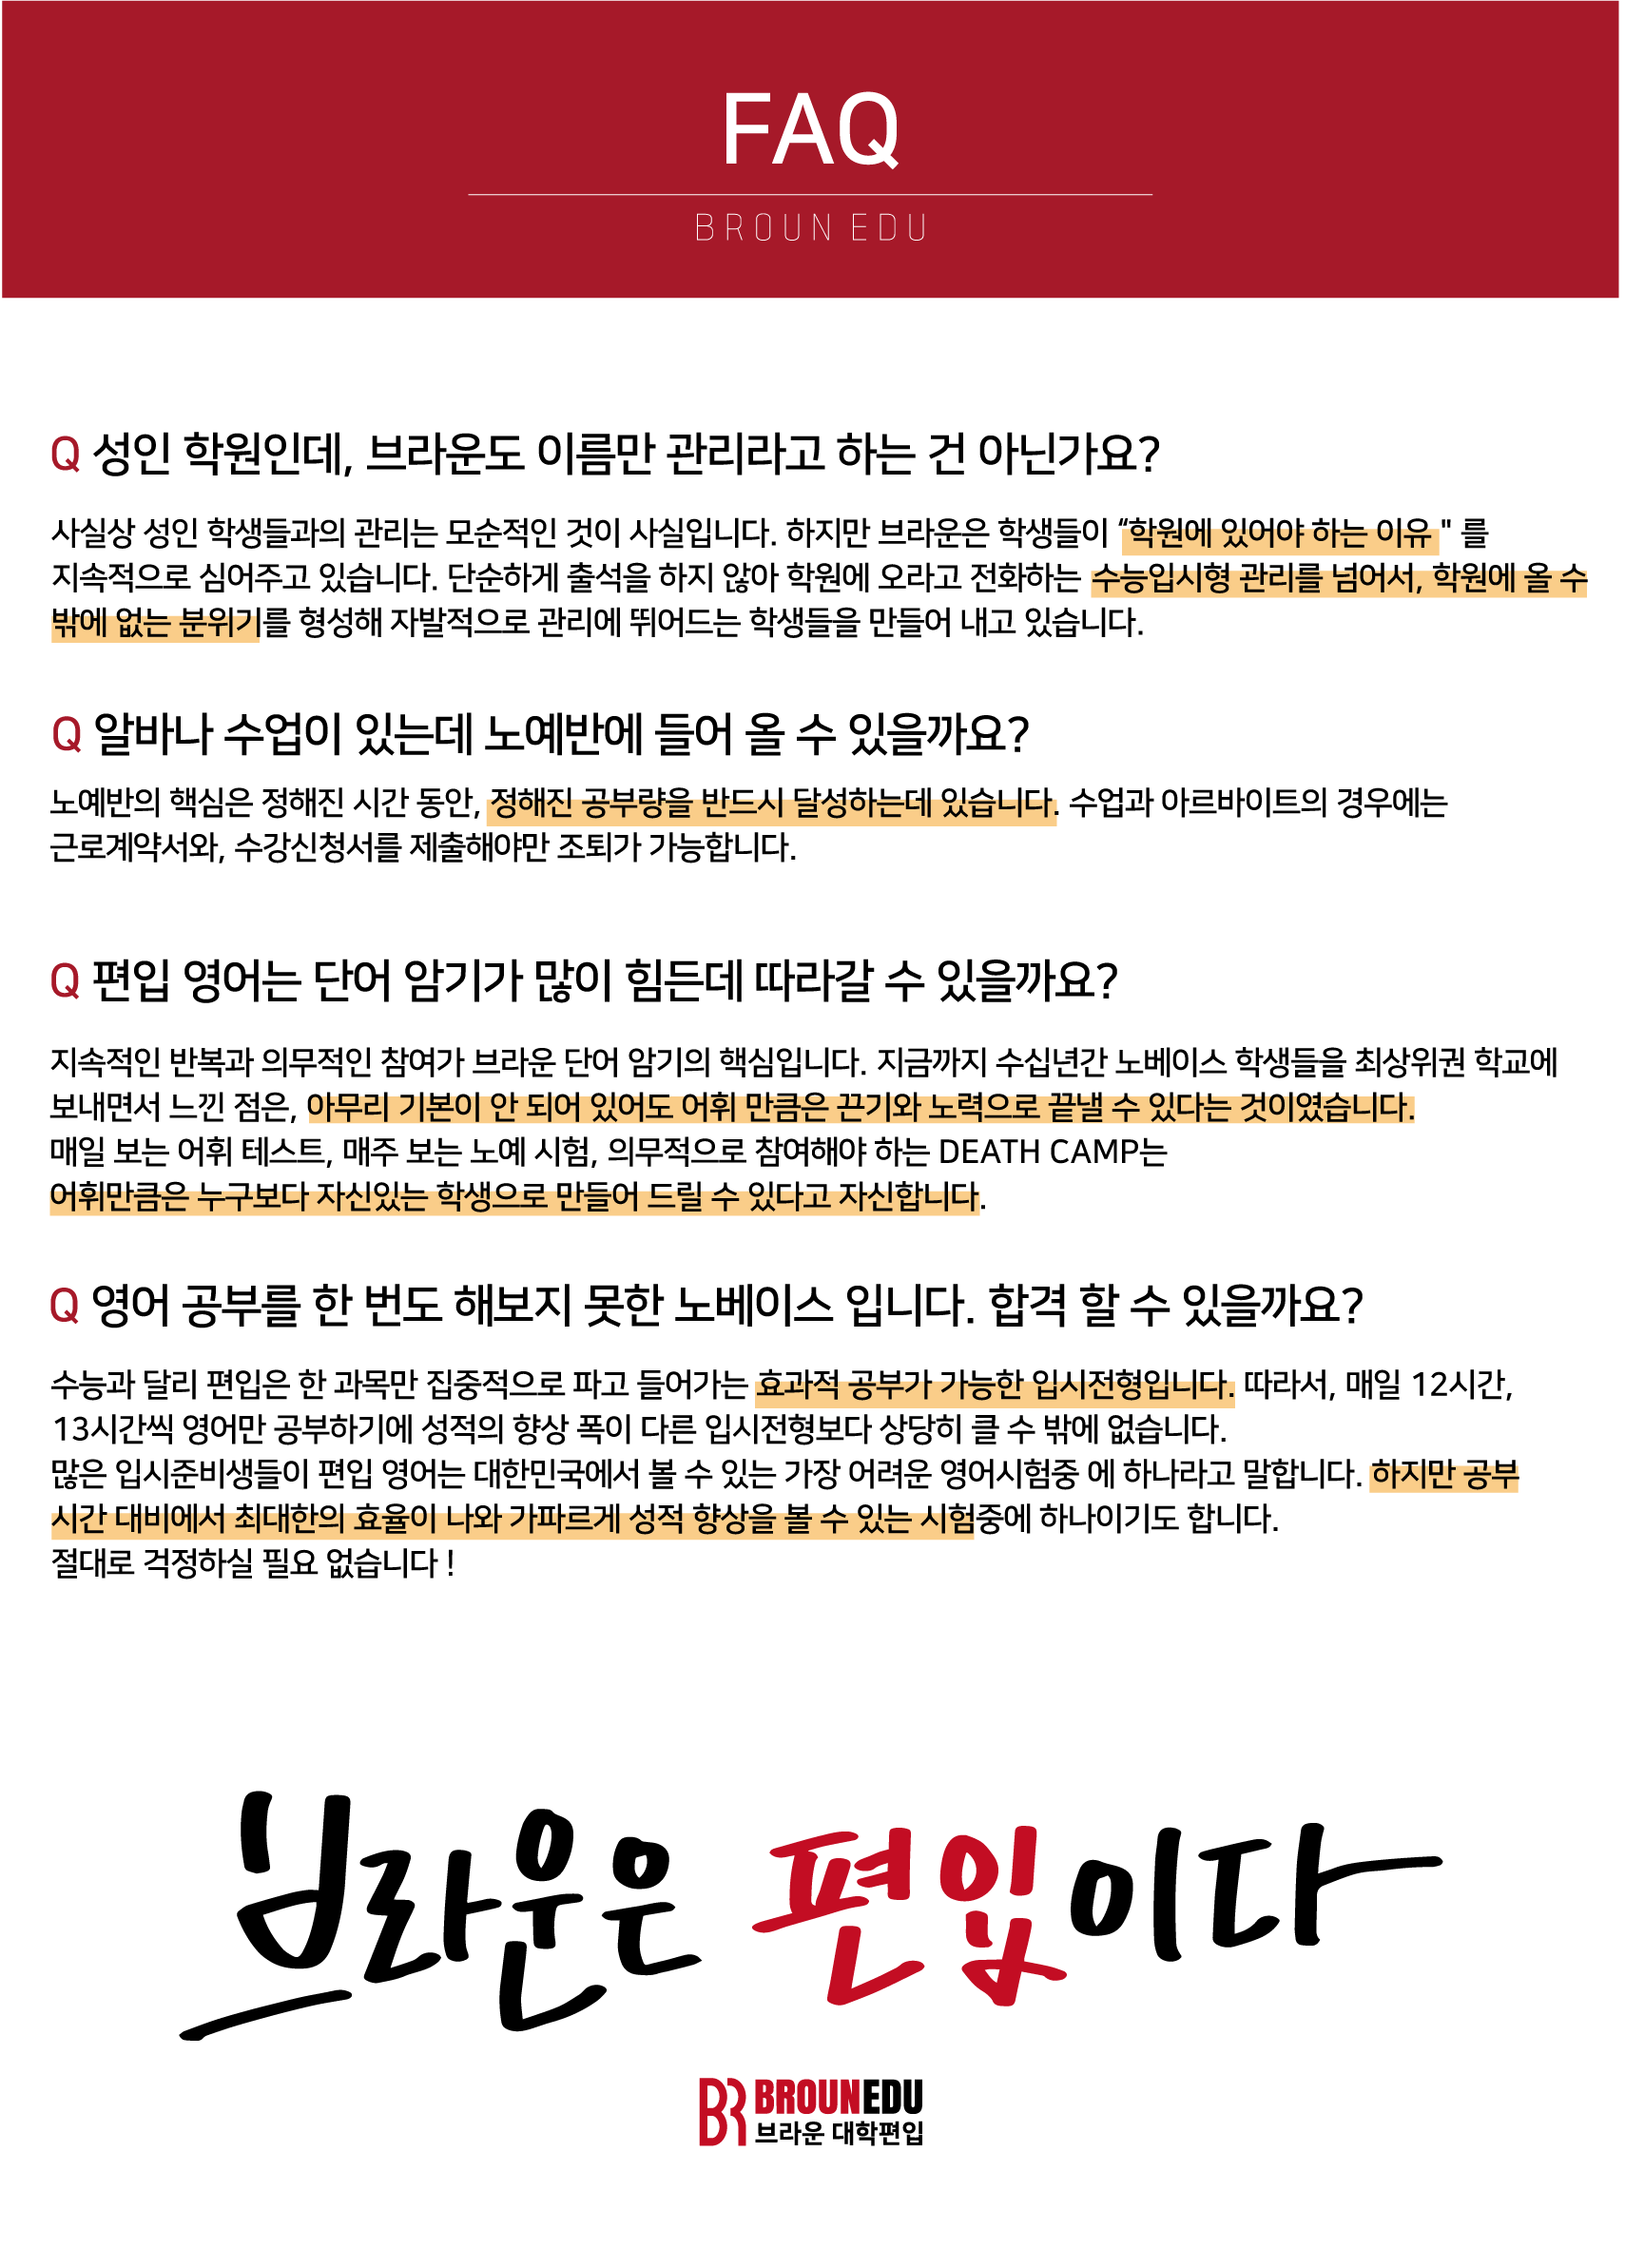 FAQ
BROUN EDU
Q 성인 학원인데, 브라운도 이름만 관리라고 하는 건 아닌가요?
사실상 성인 학생들과의 관리는 모순적인 것이 사실입니다. 하지만 브라운은 학생들이 “학원에 있어야 하는 이유 " 를
지속적으로 심어주고 있습니다. 단순하게 출석을 하지 않아 학원에 오라고 전화하는 수능입시형 관리를 넘어서, 학원에 올 수
밖에 없는 분위기를 형성해 자발적으로 관리에 뛰어드는 학생들을 만들어 내고 있습니다.
Q 알바나 수업이 있는데 노예반에 들어 올 수 있을까요?
노예반의 핵심은 정해진 시간 동안, 정해진 공부량을 반드시 달성하는데 있습니다. 수업과 아르바이트의 경우에는
근로계약서와, 수강신청서를 제출해야만 조퇴가 가능합니다.
Q 편입 영어는 단어 암기가 많이 힘든데 따라갈 수 있을까요?
지속적인 반복과 의무적인 참여가 브라운 단어 암기의 핵심입니다. 지금까지 수십년간 노베이스 학생들을 최상위권 학교에
보내면서 느낀 점은, 아무리 기본이 안 되어 있어도 어휘 만큼은 끈기와 노력으로 끝낼 수 있다는 것이였습니다.
매일 보는 어휘 테스트, 매주 보는 노예 시험, 의무적으로 참여해야 하는 DEATH CAMP는
어휘만큼은 누구보다 자신있는 학생으로 만들어 드릴 수 있다고 자신합니다.
Q 영어 공부를 한 번도 해보지 못한 노베이스 입니다. 합격 할 수 있을까요?
수능과 달리 편입은 한 과목만 집중적으로 파고 들어가는 효과적 공부가 가능한 입시전형입니다. 따라서, 매일 12시간,
13시간씩 영어만 공부하기에 성적의 향상 폭이 다른 입시전형보다 상당히 클 수 밖에 없습니다.
많은 입시준비생들이 편입 영어는 대한민국에서 볼 수 있는 가장 어려운 영어시험중 에 하나라고 말합니다. 하지만 공부
시간 대비에서 최대한의 효율이 나와 가파르게 성적 향상을 볼 수 있는 시험중에 하나이기도 합니다.
절대로 걱정하실 필요 없습니다 !
브라운은 편입이다
BR BROUNEDU
브라운 대학편입